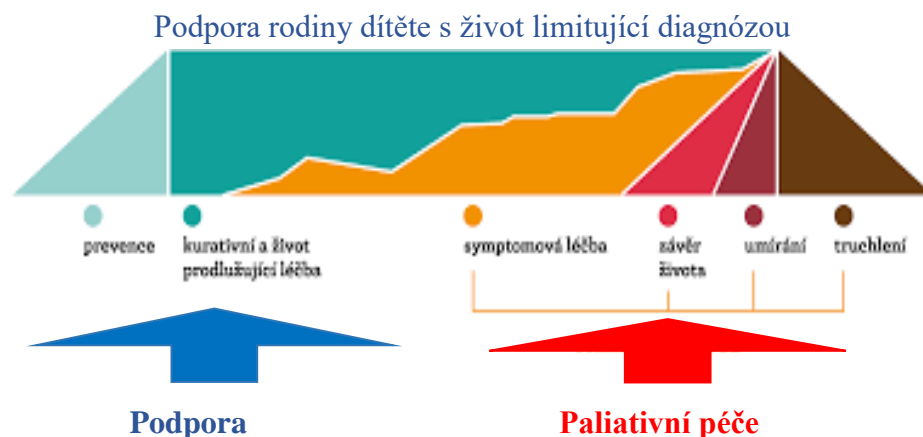 Podpora rodiny dítěte s život limitující diagnózou
prevence
kurativní a život
prodlužující léčba
symptomová léčba
závěr
života
umírání
truchlení
Podpora
Paliativní péče